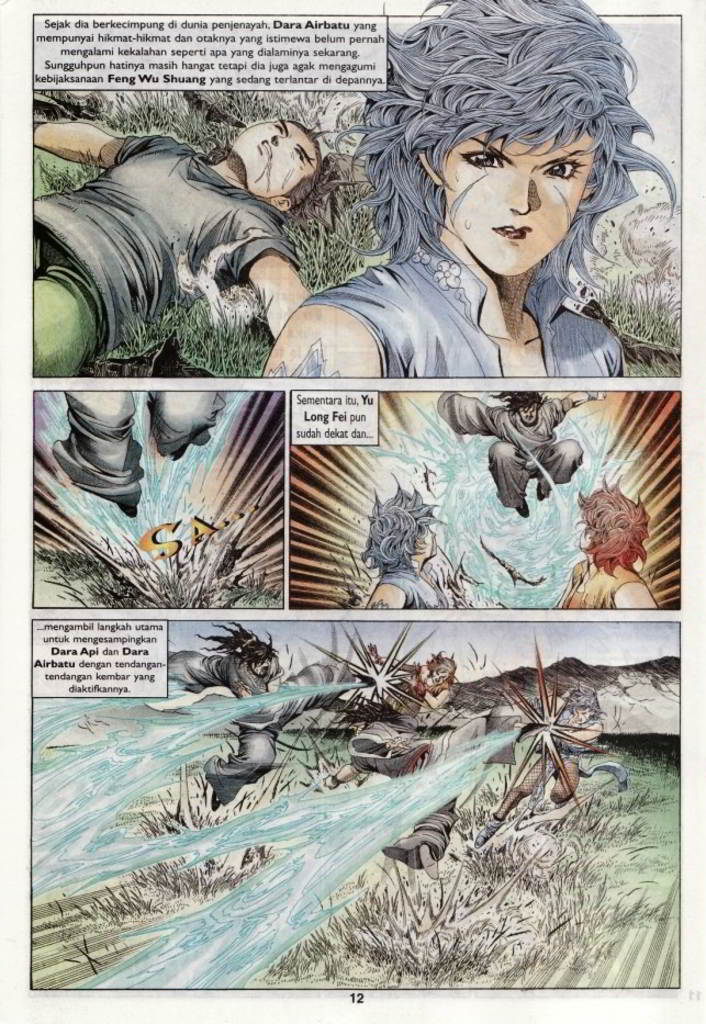 Sejak dia berkecimpung di dunia penjenayah, Dara Airbatu yang
mempunyai hikmat-hikmat dan otaknya yang istimewa belum pernah
mengalami kekalahan seperti apa yang dialaminya sekarang.
Sungguhpun hatinya masih hangat tetapi dia juga agak mengagumi
kebijaksanaan Feng Wu Shuang yang sedang terlantar di depannya.
SA...
Sementara itu, Yu
Long Fei pun
sudah dekat dan...
...mengambil langkah utama
untuk mengesampingkan
Dara Api dan Dara
Airbatu dengan tendangan-
tendangan kembar yang
diaktifkannya.
12